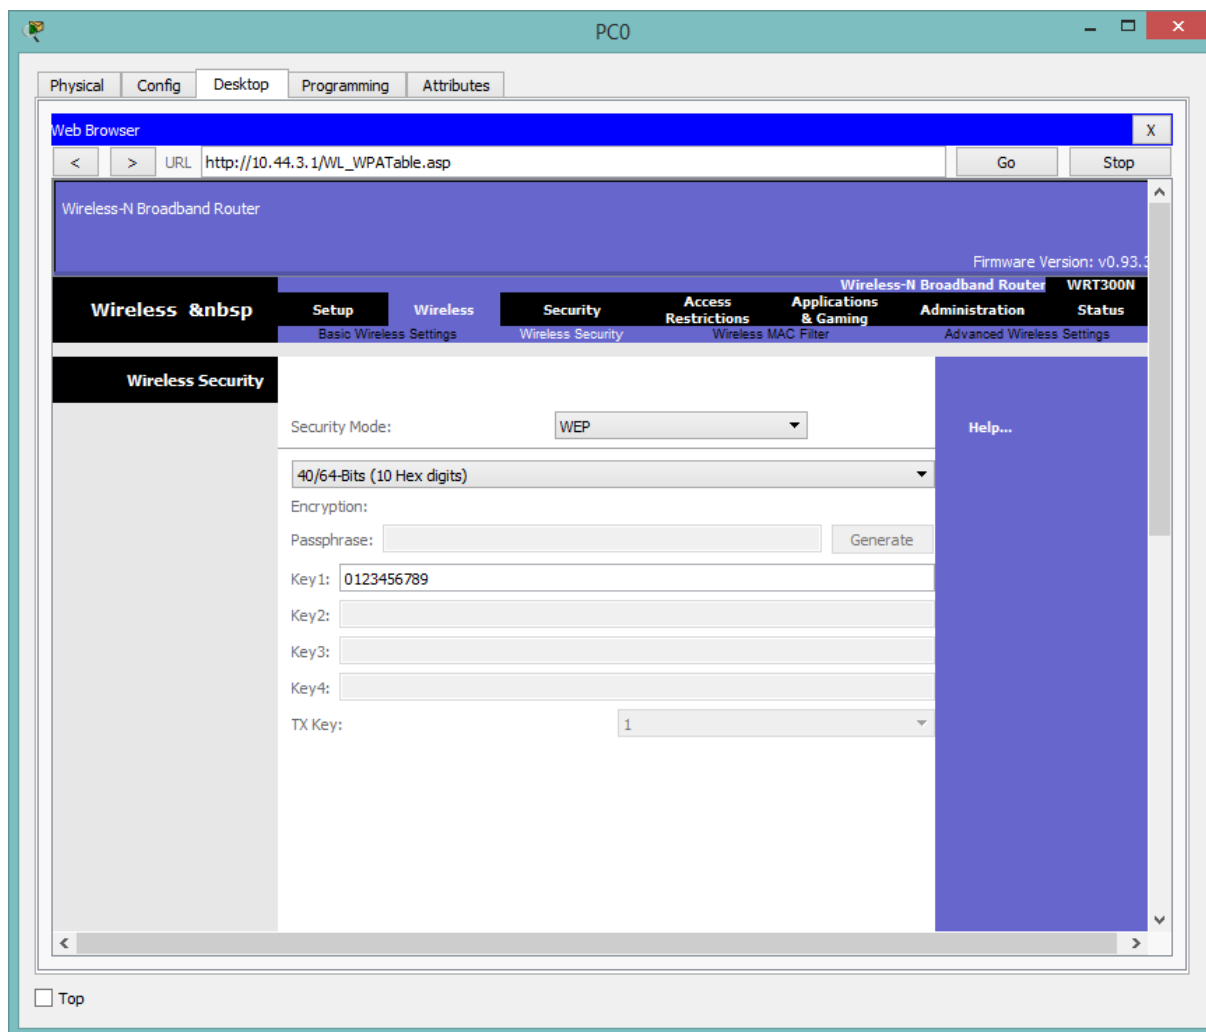 PC0
Physical Config Desktop Programming Attributes
Web Browser X
< > URL http://10.44.3.1/WL_WPATable.asp Go Stop
Wireless-N Broadband Router
Firmware Version: v0.93.3
Wireless-N Broadband Router WRT300N
Wireless &nbsp Setup Wireless Security Access Restrictions Applications & Gaming Administration Status
Basic Wireless Settings Wireless Security Wireless MAC Filter Advanced Wireless Settings
Wireless Security
Security Mode: WEP Help...
40/64-Bits (10 Hex digits)
Encryption:
Passphrase: Generate
Key1: 0123456789
Key2:
Key3:
Key4:
TX Key: 1
Top